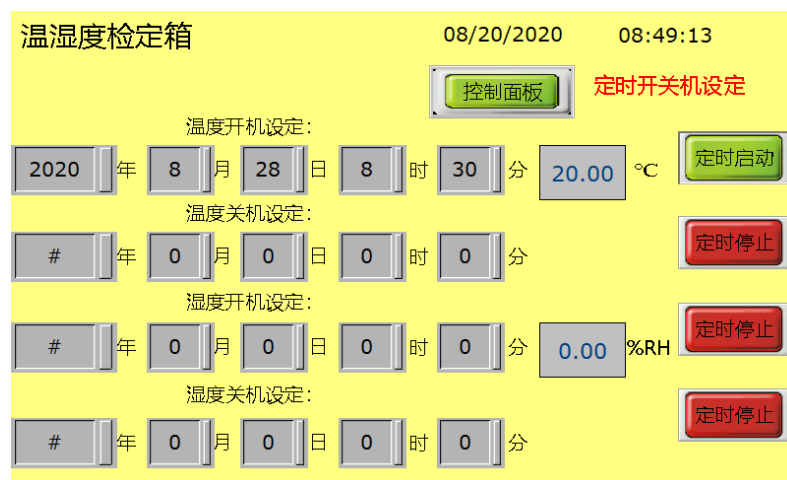 温湿度检定箱 08/20/2020 08:49:13
控制面板 定时开关机设定
温度开机设定:
2020 年 8 月 28 日 8 时 30 分 20.00 °C 定时启动
温度关机设定:
# 年 0 月 0 日 0 时 0 分 定时停止
湿度开机设定:
# 年 0 月 0 日 0 时 0 分 0.00 %RH 定时停止
湿度关机设定:
# 年 0 月 0 日 0 时 0 分 定时停止